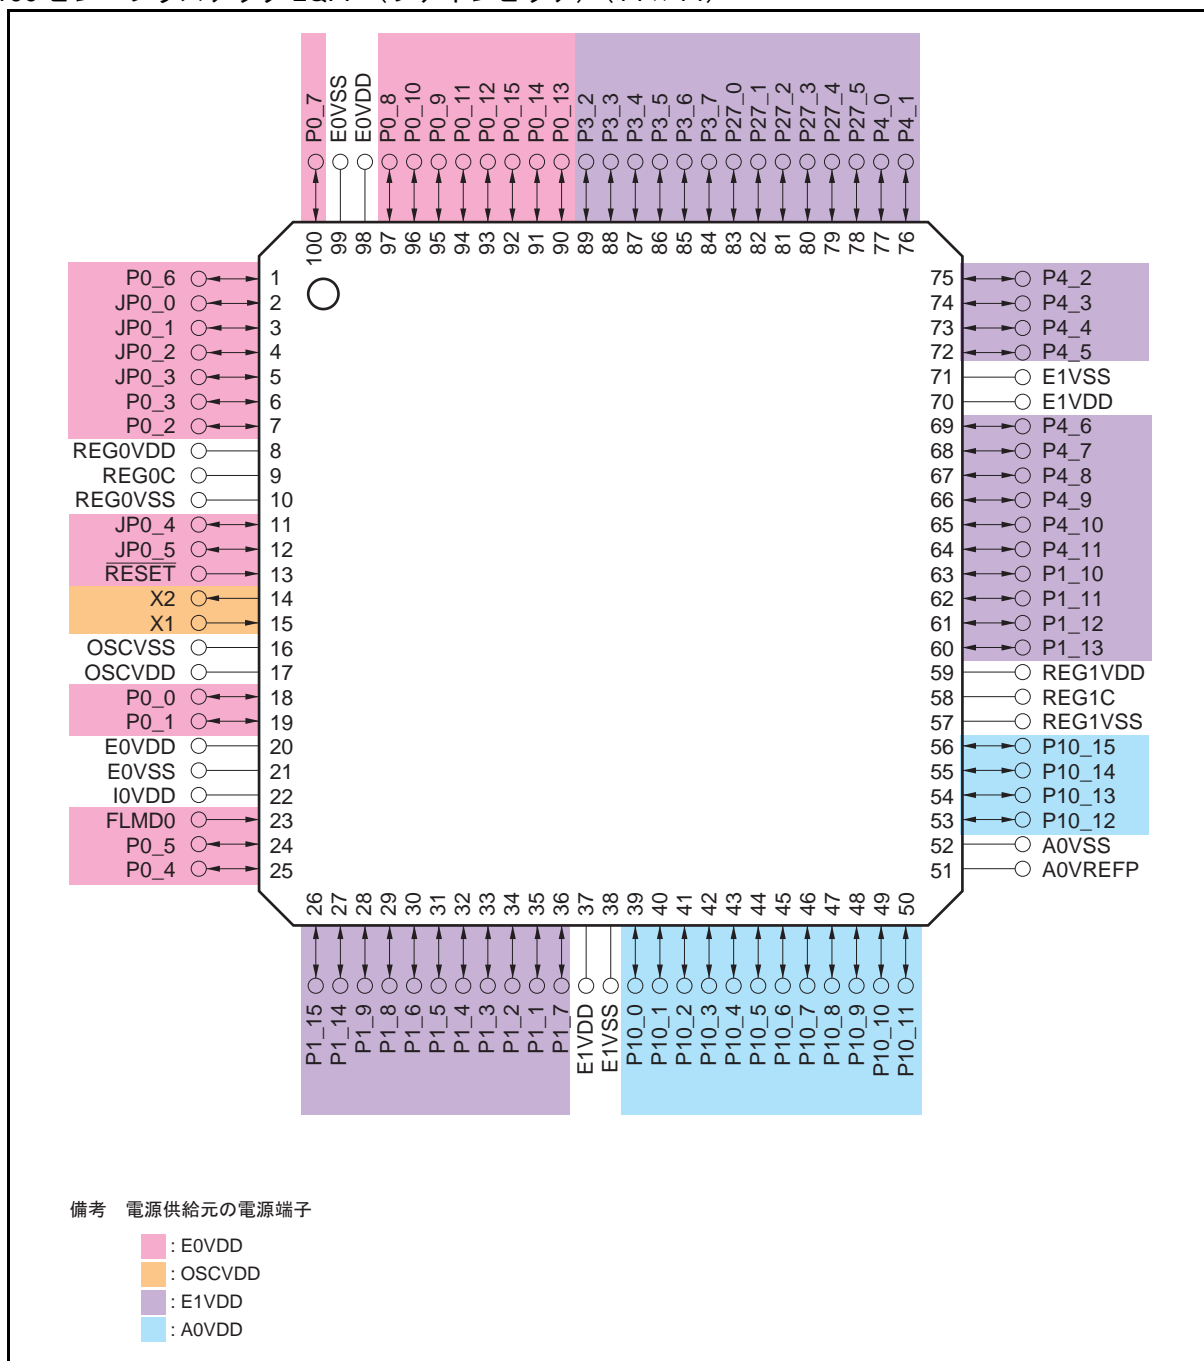 P0_7
E0VSS
E0VDD
P0_8
P0_10
P0_9
P0_11
P0_12
P0_15
P0_14
P0_13
P3_2
P3_3
P3_4
P3_5
P3_6
P3_7
P27_0
P27_1
P27_2
P27_3
P27_4
P27_5
P4_0
P4_1
100
99
98
97
96
95
94
93
92
91
90
89
88
87
86
85
84
83
82
81
80
79
78
77
76
P0_6 1
JP0_0 2
JP0_1 3
JP0_2 4
JP0_3 5
P0_3 6
P0_2 7
REG0VDD 8
REG0C 9
REG0VSS 10
JP0_4 11
JP0_5 12
RESET 13
X2 14
X1 15
OSCVSS 16
OSCVDD 17
P0_0 18
P0_1 19
E0VDD 20
E0VSS 21
I0VDD 22
FLMD0 23
P0_5 24
P0_4 25
75 P4_2
74 P4_3
73 P4_4
72 P4_5
71 E1VSS
70 E1VDD
69 P4_6
68 P4_7
67 P4_8
66 P4_9
65 P4_10
64 P4_11
63 P1_10
62 P1_11
61 P1_12
60 P1_13
59 REG1VDD
58 REG1C
57 REG1VSS
56 P10_15
55 P10_14
54 P10_13
53 P10_12
52 A0VSS
51 A0VREFP
26
27
28
29
30
31
32
33
34
35
36
37
38
39
40
41
42
43
44
45
46
47
48
49
50
P1_15
P1_14
P1_9
P1_8
P1_6
P1_5
P1_4
P1_3
P1_2
P1_1
P1_7
E1VDD
E1VSS
P10_0
P10_1
P10_2
P10_3
P10_4
P10_5
P10_6
P10_7
P10_8
P10_9
P10_10
P10_11
備考 電源供給元の電源端子
: E0VDD
: OSCVDD
: E1VDD
: A0VDD